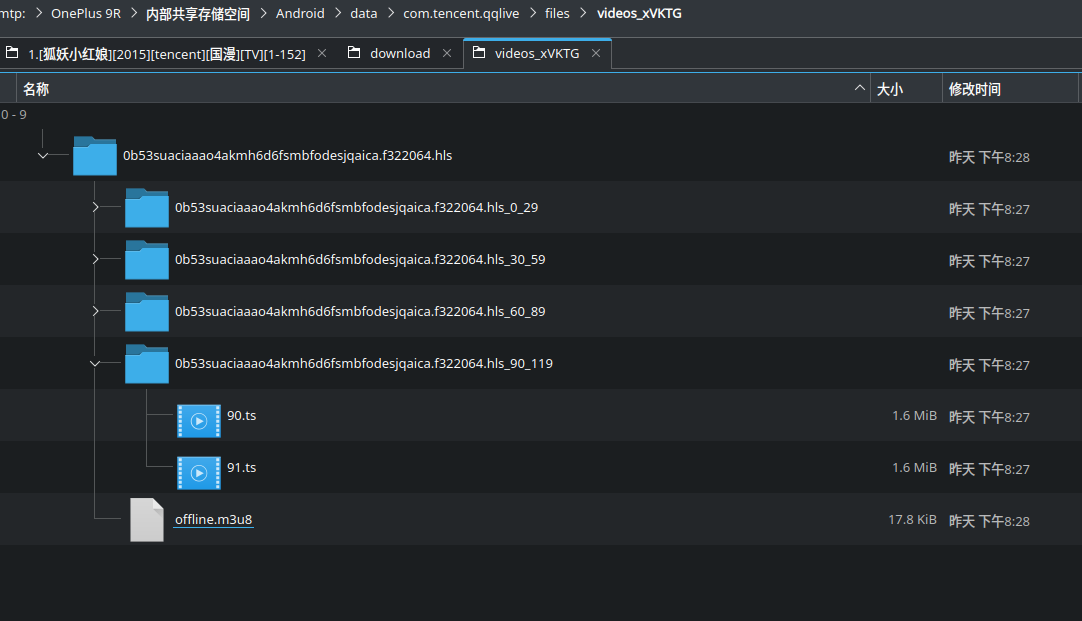 mtp: > OnePlus 9R > 内部共享存储空间 > Android > data > com.tencent.qqlive > files > videos_xVKTG
1.[狐妖小红娘][2015][tencent][国漫][TV][1-152] download videos_xVKTG
名称 大小 修改时间
0 - 9
0b53suaciaaao4akmh6d6fsmbfodesjqaica.f322064.hls 昨天 下午8:28
0b53suaciaaao4akmh6d6fsmbfodesjqaica.f322064.hls_0_29 昨天 下午8:27
0b53suaciaaao4akmh6d6fsmbfodesjqaica.f322064.hls_30_59 昨天 下午8:27
0b53suaciaaao4akmh6d6fsmbfodesjqaica.f322064.hls_60_89 昨天 下午8:27
0b53suaciaaao4akmh6d6fsmbfodesjqaica.f322064.hls_90_119 昨天 下午8:27
90.ts 1.6 MiB 昨天 下午8:27
91.ts 1.6 MiB 昨天 下午8:27
offline.m3u8 17.8 KiB 昨天 下午8:28